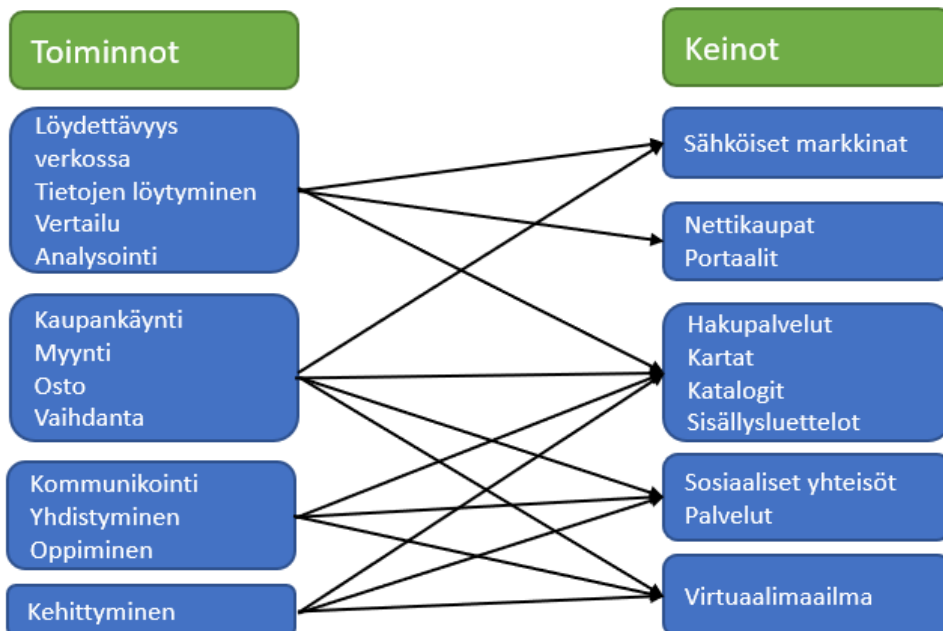 Toiminnot
Löydettävyys
verkossa
Tietojen löytyminen
Vertailu
Analysointi
Kaupankäynti
Myynti
Osto
Vaihdanta
Kommunikointi
Yhdistyminen
Oppiminen
Kehittyminen
Keinot
Sähköiset markkinat
Nettikaupat
Portaalit
Hakupalvelut
Kartat
Katalogit
Sisällysluettelot
Sosiaaliset yhteisöt
Palvelut
Virtuaalimaailma